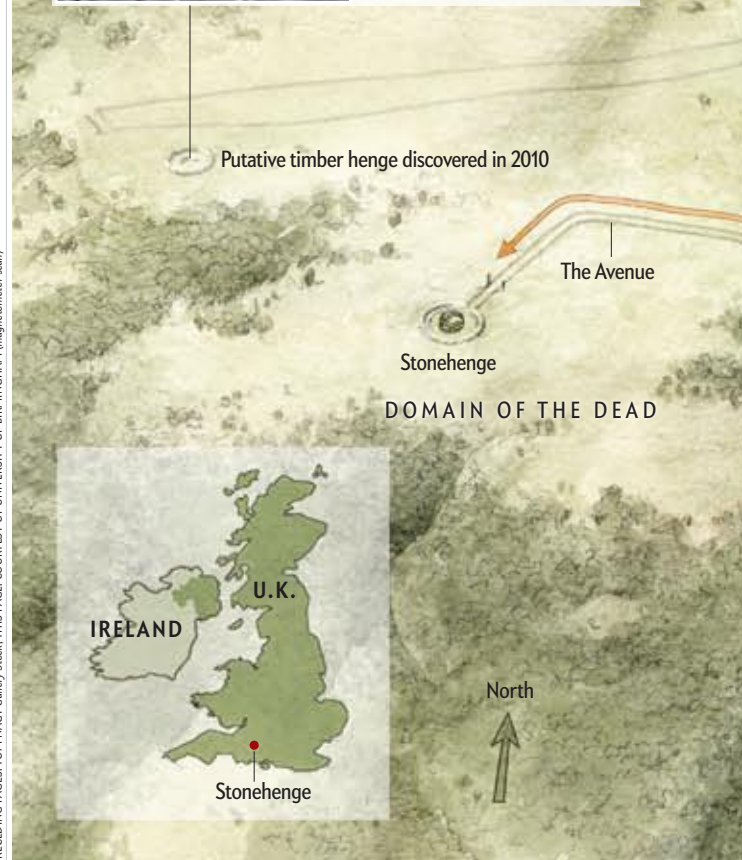 Putative timber henge discovered in 2010
The Avenue
Stonehenge
DOMAIN OF THE DEAD
U.K.
IRELAND
North
Stonehenge